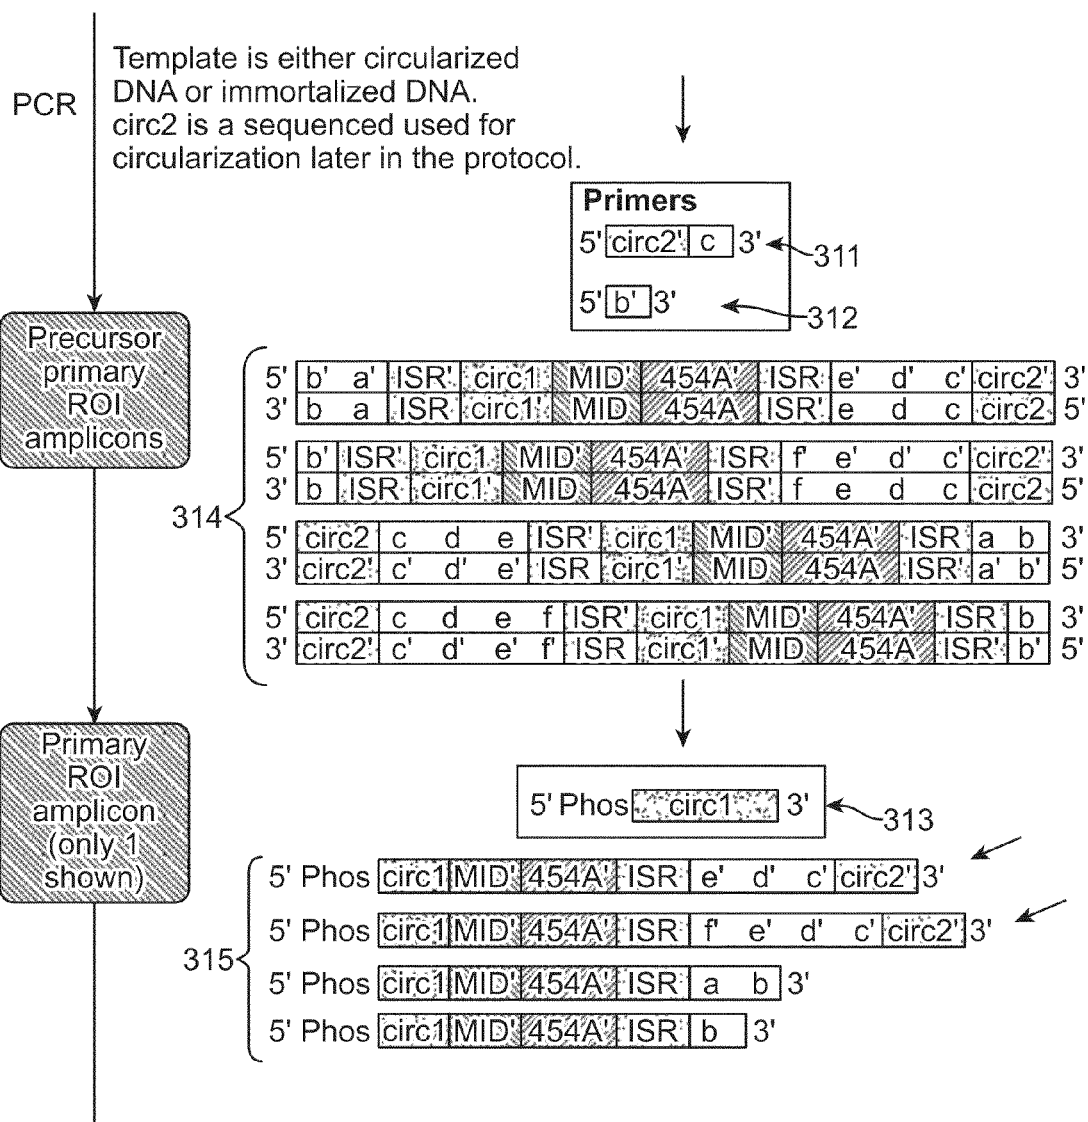 PCR
Template is either circularized
DNA or immortalized DNA.
circ2 is a sequenced used for
circularization later in the protocol.
Primers
5' circ2' c 3' 311
5' b' 3' 312
Precursor
primary
ROI
amplicons
314
5' b' a' ISR' circ1 MID' 454A' ISR e' d' c' circ2' 3'
3' b a ISR circ1' MID 454A ISR' e d c circ2 5'
5' b' ISR' circ1 MID' 454A' ISR f' e' d' c' circ2' 3'
3' b ISR circ1' MID 454A ISR' f e d c circ2 5'
5' circ2 c d' e ISR' circ1 MID' 454A' ISR a b 3'
3' circ2' c' d' e' ISR circ1' MID 454A ISR' a' b' 5'
5' circ2 c d e f ISR' circ1 MID' 454A' ISR b 3'
3' circ2' c' d' e' f' ISR circ1' MID 454A ISR' b' 5'
Primary
ROI
amplicon
(only 1
shown)
5' Phos circ1 3' 313
315
5' Phos circ1 MID' 454A' ISR e' d' c' circ2' 3'
5' Phos circ1 MID' 454A' ISR f' e' d' c' circ2' 3'
5' Phos circ1 MID' 454A' ISR a b 3'
5' Phos circ1 MID' 454A' ISR b 3'